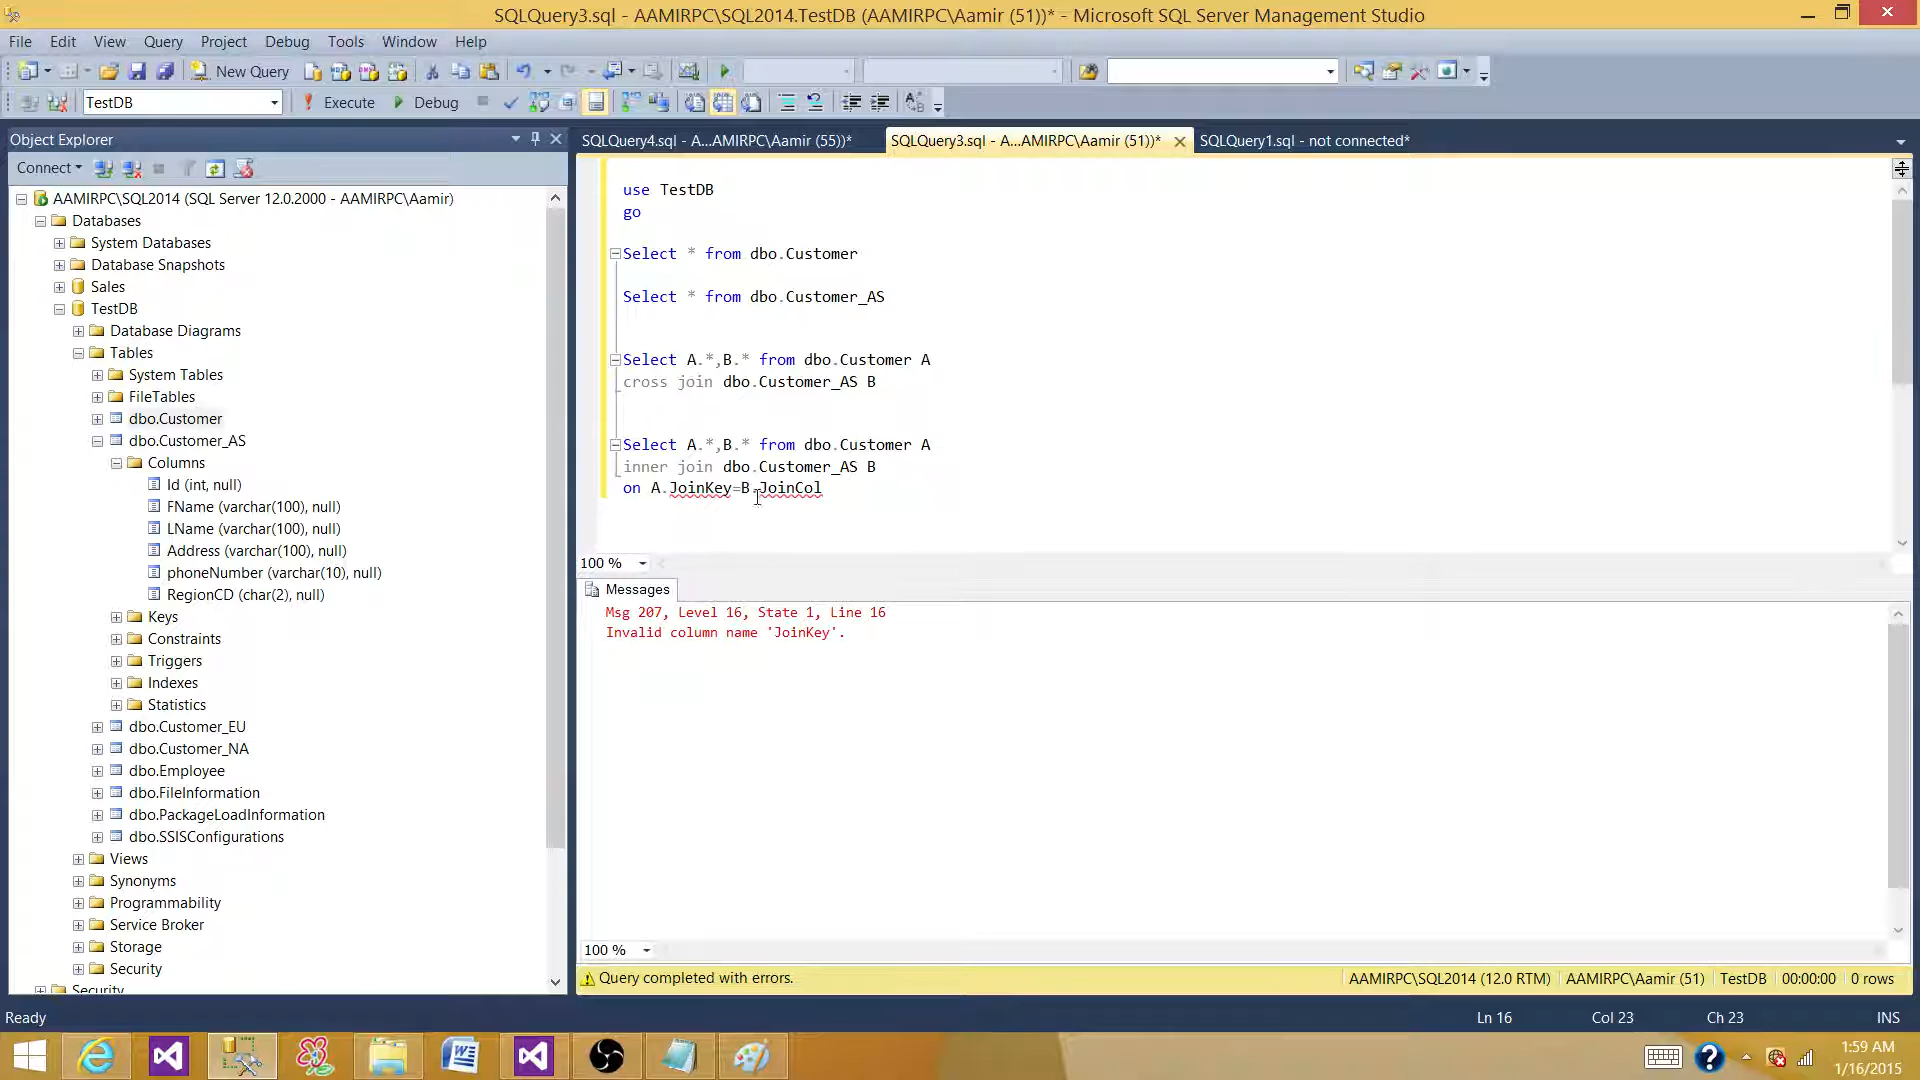 SQLQuery3.sql - AAMIRPC\SQL2014.TestDB (AAMIRPC\Aamir (51))* - Microsoft SQL Server Management Studio
File Edit View Query Project Debug Tools Window Help
New Query
TestDB Execute Debug
Object Explorer
Connect
AAMIRPC\SQL2014 (SQL Server 12.0.2000 - AAMIRPC\Aamir)
Databases
System Databases
Database Snapshots
Sales
TestDB
Database Diagrams
Tables
System Tables
FileTables
dbo.Customer
dbo.Customer_AS
Columns
Id (int, null)
FName (varchar(100), null)
LName (varchar(100), null)
Address (varchar(100), null)
phoneNumber (varchar(10), null)
RegionCD (char(2), null)
Keys
Constraints
Triggers
Indexes
Statistics
dbo.Customer_EU
dbo.Customer_NA
dbo.Employee
dbo.FileInformation
dbo.PackageLoadInformation
dbo.SSISConfigurations
Views
Synonyms
Programmability
Service Broker
Storage
Security
Security
SQLQuery4.sql - A...AMIRPC\Aamir (55))* SQLQuery3.sql - A...AMIRPC\Aamir (51))* SQLQuery1.sql - not connected*
use TestDB
go
Select * from dbo.Customer
Select * from dbo.Customer_AS
Select A.*,B.* from dbo.Customer A
cross join dbo.Customer_AS B
Select A.*,B.* from dbo.Customer A
inner join dbo.Customer_AS B
on A.JoinKey=B.JoinCol
100 %
Messages
Msg 207, Level 16, State 1, Line 16
Invalid column name 'JoinKey'.
100 %
Query completed with errors. AAMIRPC\SQL2014 (12.0 RTM) AAMIRPC\Aamir (51) TestDB 00:00:00 0 rows
Ready Ln 16 Col 23 Ch 23 INS
1:59 AM
1/16/2015